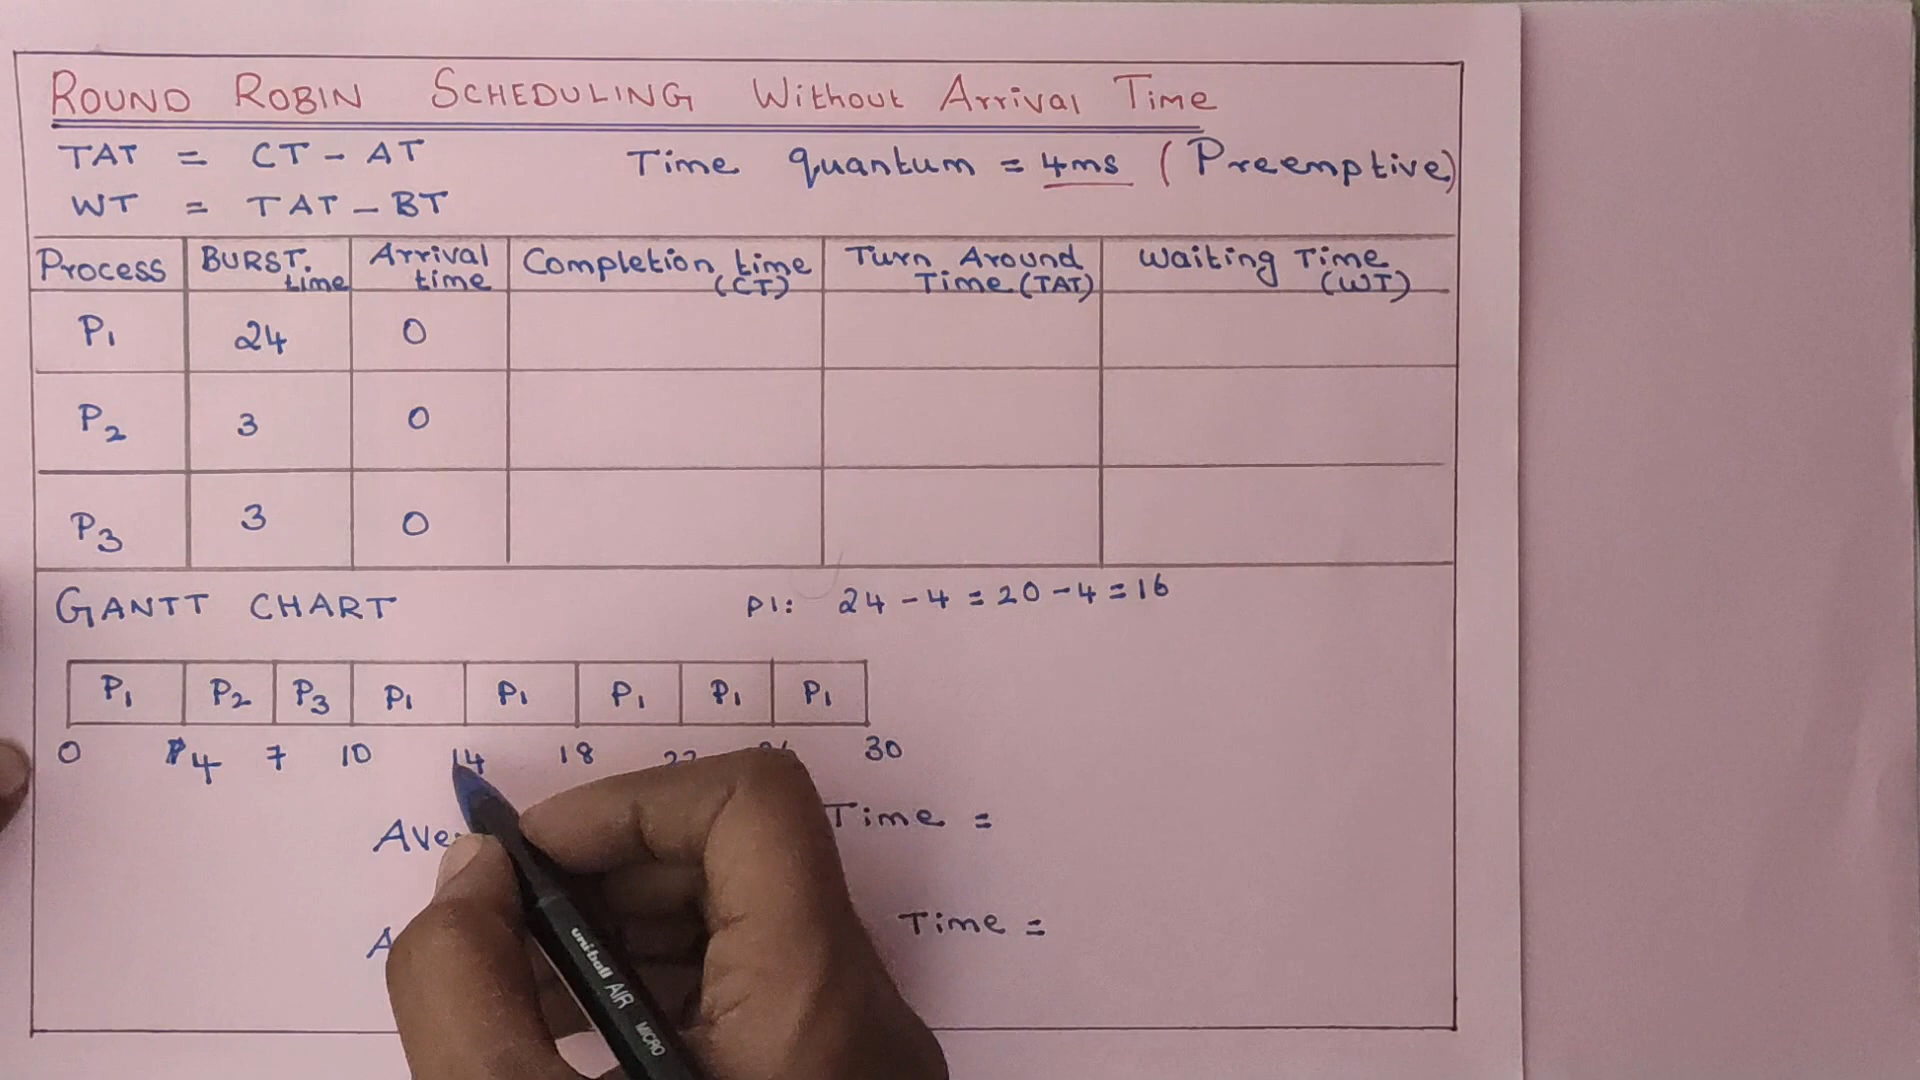 ROUND ROBIN SCHEDULING Without Arrival Time
TAT = CT - AT
Time quantum = 4ms (Preemptive)
WT = TAT - BT
Process BURST time Arrival time Completion time (CT) Turn Around Time (TAT) Waiting Time (WT)
P1 24 0
P2 3 0
P3 3 0
GANTT CHART
P1: 24 - 4 = 20 - 4 = 16
P1 P2 P3 P1 P1 P1 P1 P1
0 4 7 10 14 18 30
Time =
Time =
uni-ball AIR MICRO